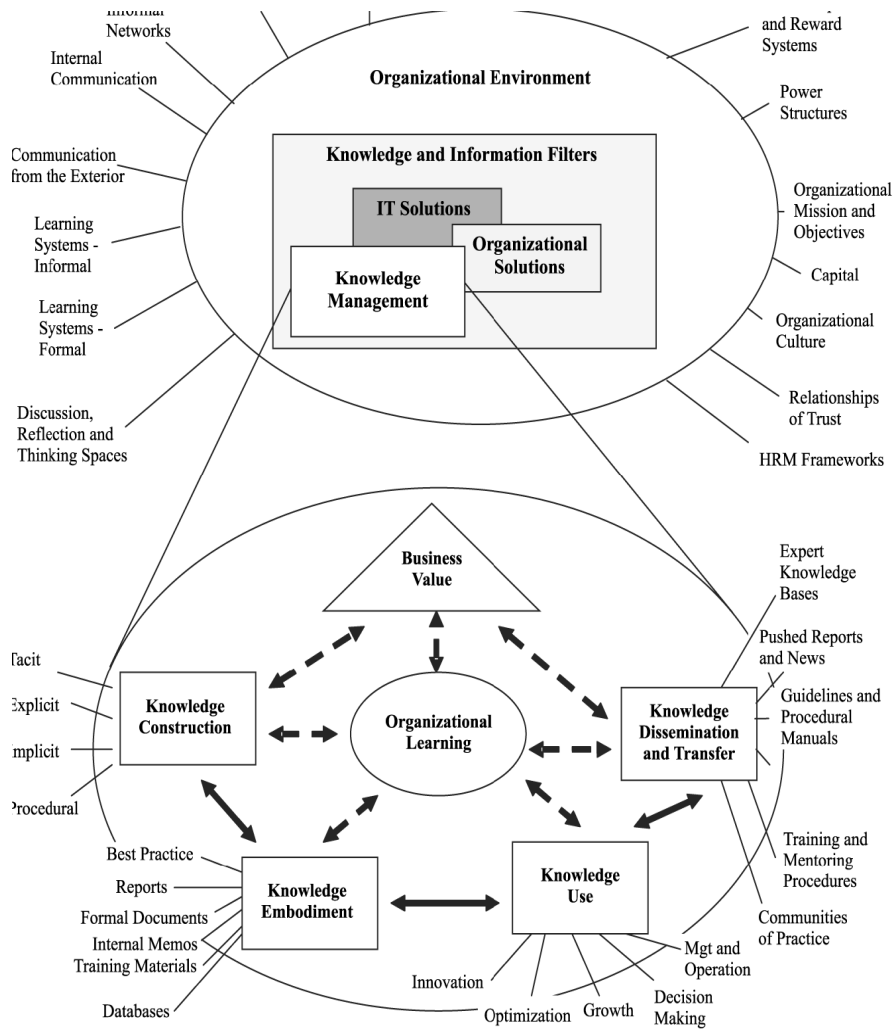 Networks
and Reward
Systems
Internal
Communication
Organizational Environment
Power
Structures
Knowledge and Information Filters
Communication
from the Exterior
IT Solutions
Organizational
Mission and
Objectives
Learning
Systems -
Informal
Organizational
Solutions
Knowledge
Management
Capital
Learning
Systems -
Formal
Organizational
Culture
Relationships
of Trust
Discussion,
Reflection and
Thinking Spaces
HRM Frameworks
Business
Value
Expert
Knowledge
Bases
Pushed Reports
and News
Tacit
Explicit
Implicit
Procedural
Knowledge
Construction
Organizational
Learning
Knowledge
Dissemination
and Transfer
Guidelines and
Procedural
Manuals
Best Practice
Reports
Formal Documents
Internal Memos
Training Materials
Databases
Knowledge
Embodiment
Knowledge
Use
Training and
Mentoring
Procedures
Communities
of Practice
Mgt and
Operation
Innovation
Optimization
Growth
Decision
Making